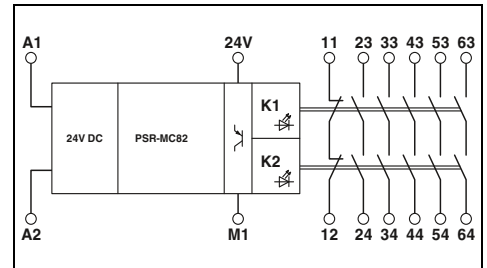 A1 24V 11 23 33 43 53 63
K1
24V DC PSR-MC82
K2
A2 M1 12 24 34 44 54 64